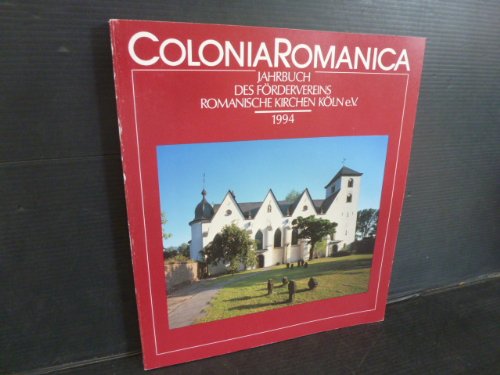 COLONIAROMANICA
JAHRBUCH
DES FÖRDERVEREINS
ROMANISCHE KIRCHEN KÖLN e.V.
1994